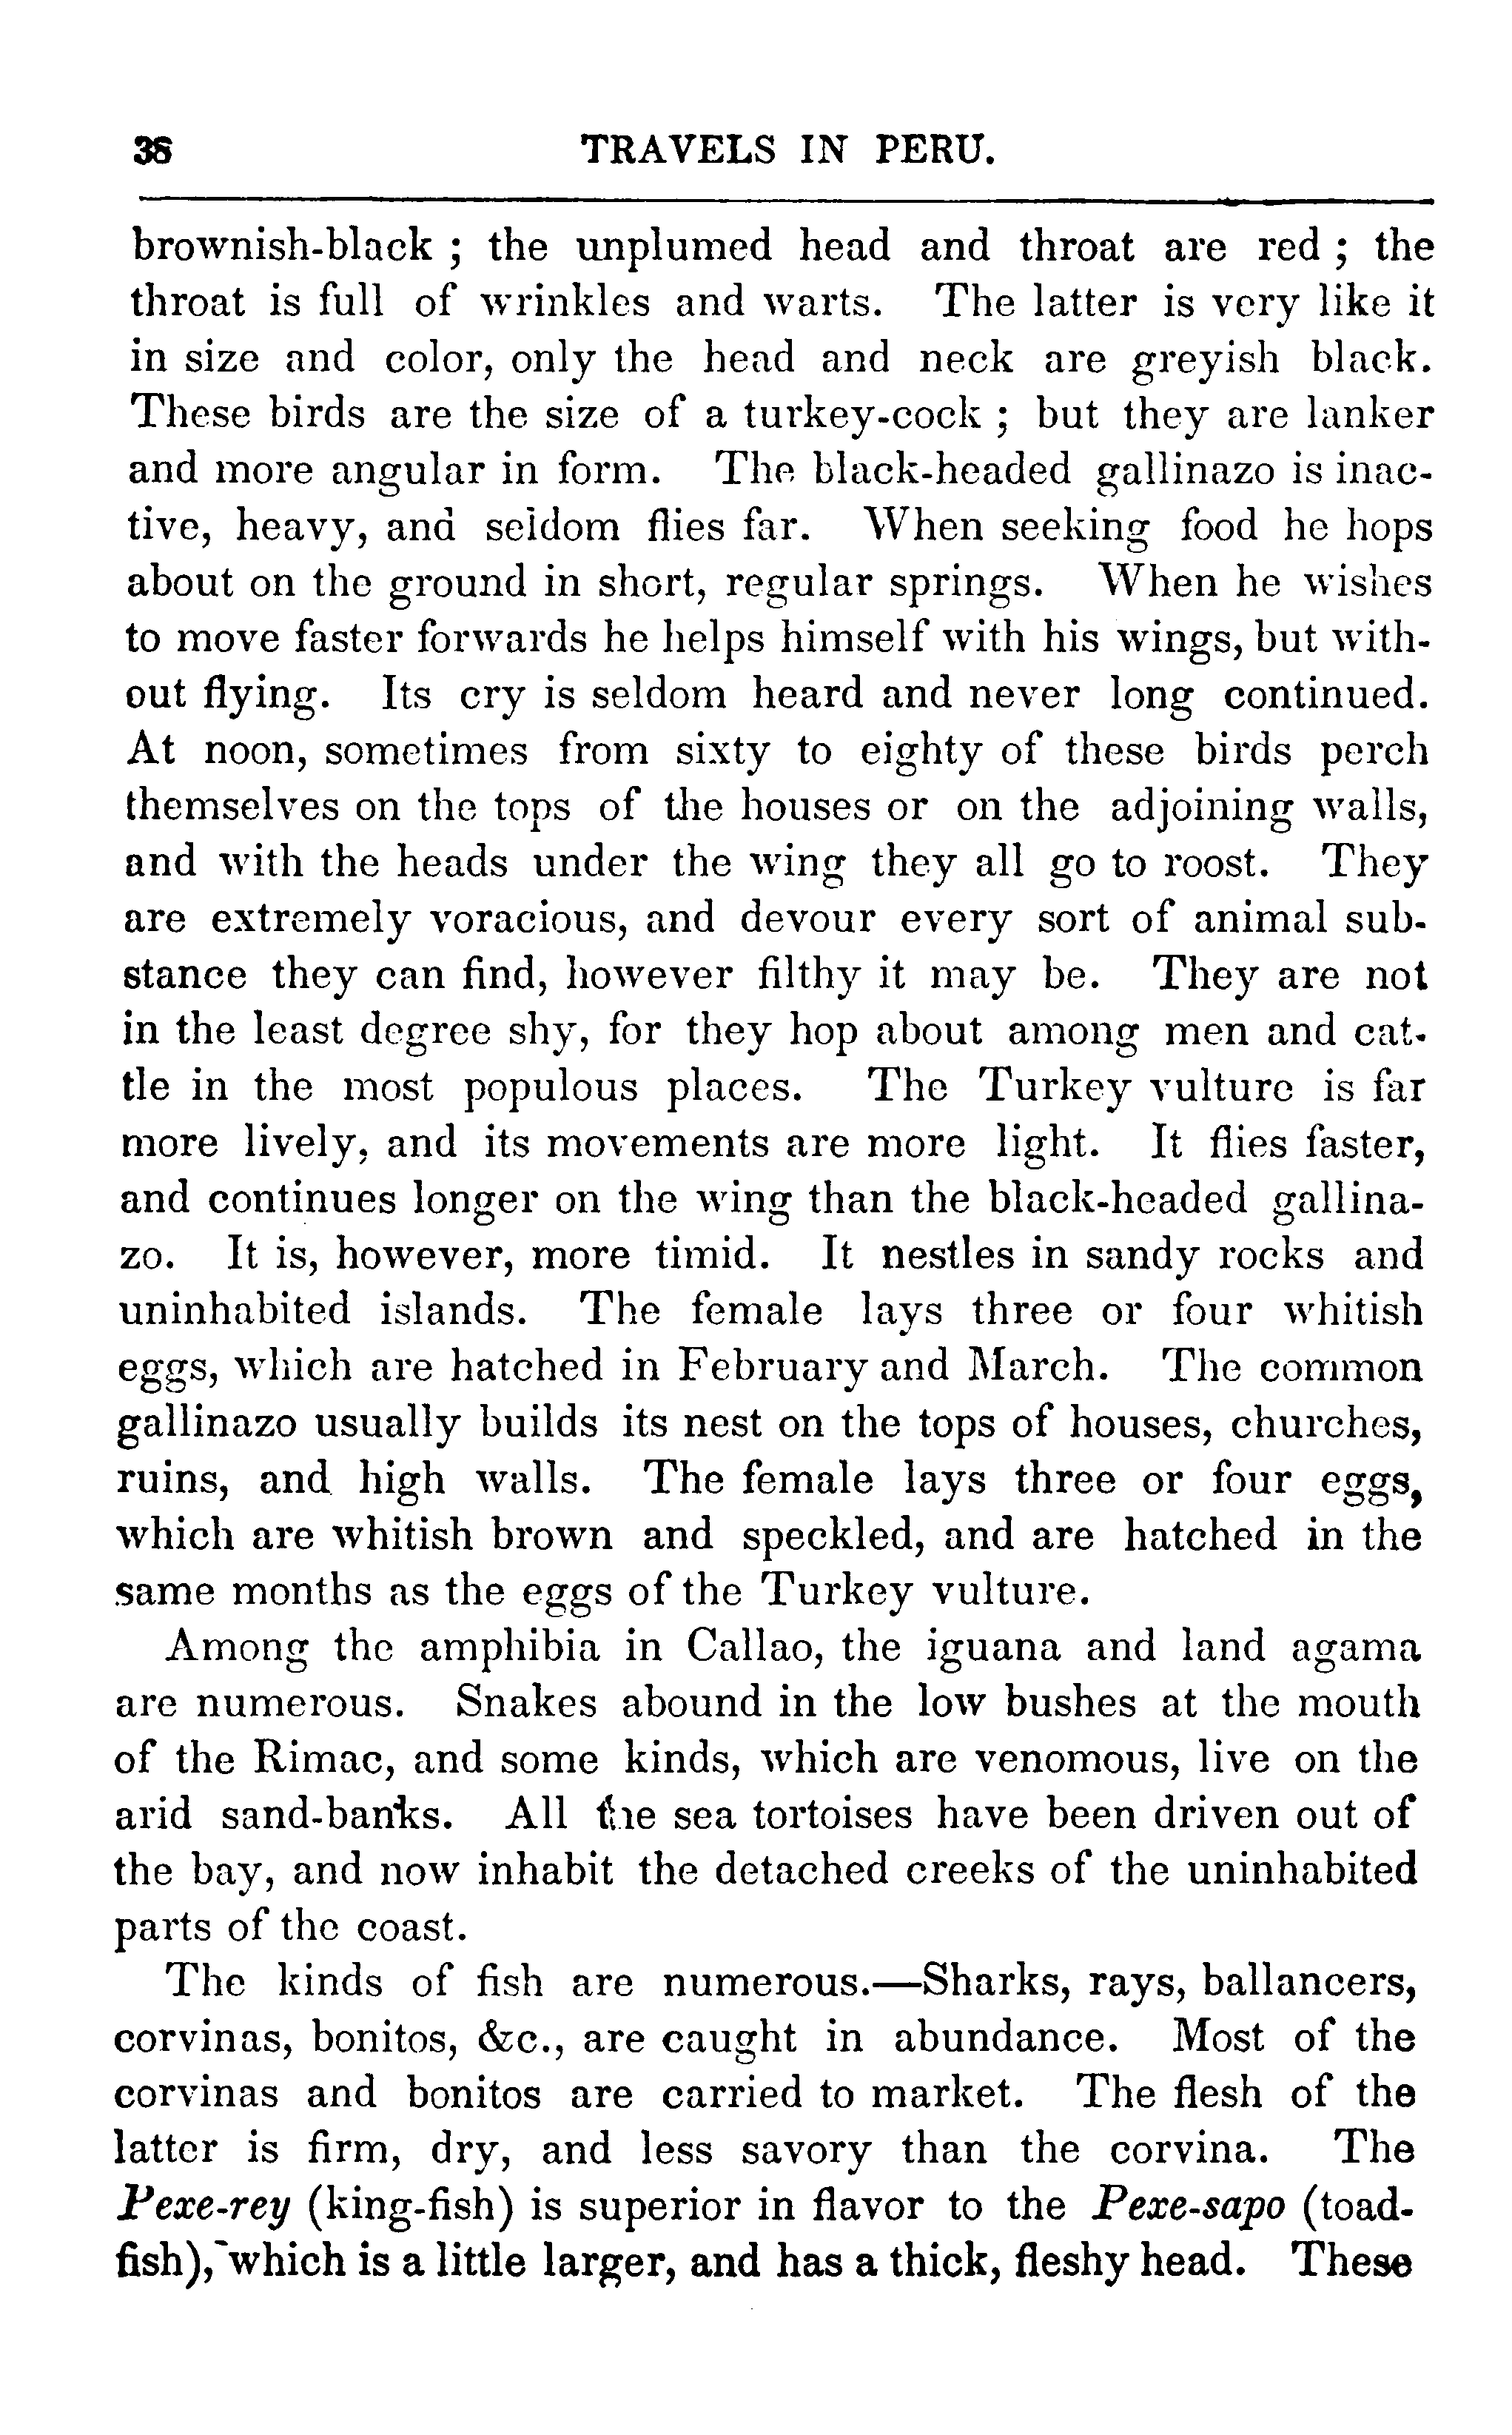 38 TRAVELS IN PERU.
brownish-black ; the unplumed head and throat are red ; the
throat is full of wrinkles and warts. The latter is very like it
in size and color, only the head and neck are greyish black.
These birds are the size of a turkey-cock ; but they are lanker
and more angular in form. The black-headed gallinazo is inac-
tive, heavy, and seldom flies far. When seeking food he hops
about on the ground in short, regular springs. When he wishes
to move faster forwards he helps himself with his wings, but with-
out flying. Its cry is seldom heard and never long continued.
At noon, sometimes from sixty to eighty of these birds perch
themselves on the tops of the houses or on the adjoining walls,
and with the heads under the wing they all go to roost. They
are extremely voracious, and devour every sort of animal sub-
stance they can find, however filthy it may be. They are not
in the least degree shy, for they hop about among men and cat-
tle in the most populous places. The Turkey vulture is far
more lively, and its movements are more light. It flies faster,
and continues longer on the wing than the black-headed gallina-
zo. It is, however, more timid. It nestles in sandy rocks and
uninhabited islands. The female lays three or four whitish
eggs, which are hatched in February and March. The common
gallinazo usually builds its nest on the tops of houses, churches,
ruins, and high walls. The female lays three or four eggs,
which are whitish brown and speckled, and are hatched in the
same months as the eggs of the Turkey vulture.
Among the amphibia in Callao, the iguana and land agama
are numerous. Snakes abound in the low bushes at the mouth
of the Rimac, and some kinds, which are venomous, live on the
arid sand-banks. All the sea tortoises have been driven out of
the bay, and now inhabit the detached creeks of the uninhabited
parts of the coast.
The kinds of fish are numerous.—Sharks, rays, ballancers,
corvinas, bonitos, &c., are caught in abundance. Most of the
corvinas and bonitos are carried to market. The flesh of the
latter is firm, dry, and less savory than the corvina. The
Pexe-rey (king-fish) is superior in flavor to the Pexe-sapo (toad-
fish), which is a little larger, and has a thick, fleshy head. These